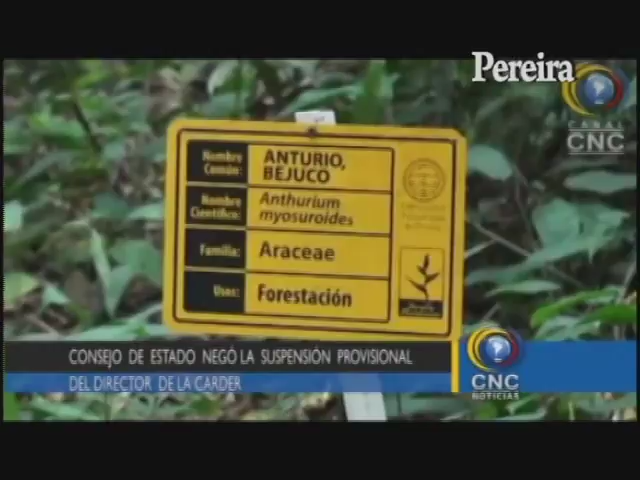 Pereira
CANAL
CNC
Nombre
Común:
ANTURIO,
BEJUCO
Nombre
Científico:
Anthurium
myosuroides
Familia:
Araceae
Usos:
Forestación
CONSEJO DE ESTADO NEGÓ LA SUSPENSIÓN PROVISIONAL
DEL DIRECTOR DE LA CARDER
CNC
NOTICIAS